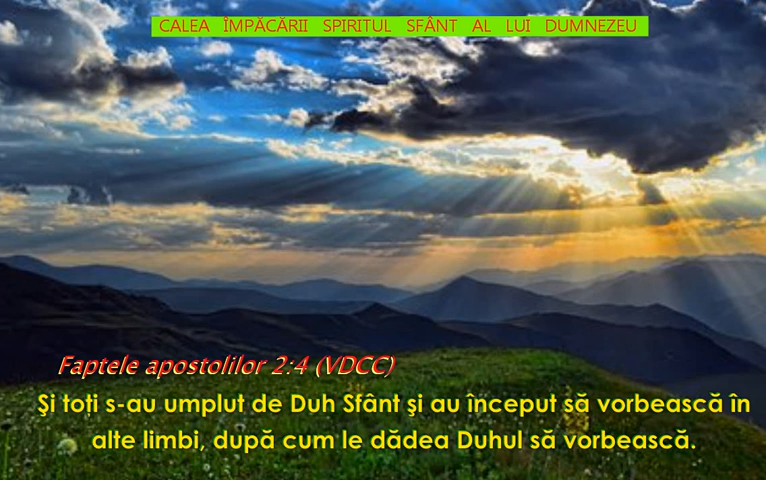 CALEA ÎMPĂCĂRII SPIRITUL SFÂNT AL LUI DUMNEZEU
Faptele apostolilor 2:4 (VDCC)
Şi toti s-au umplut de Duh Sfânt şi au început să vorbească în
alte limbi, după cum le dădea Duhul să vorbească.